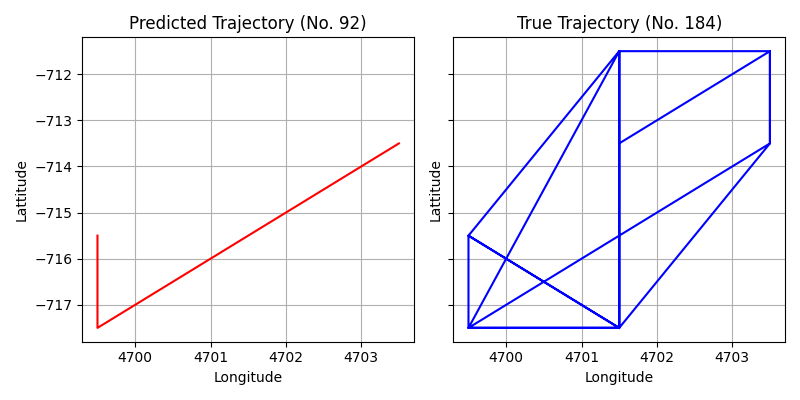 Predicted Trajectory (No. 92)
−712
−713
−714
−715
−716
−717
Lattitude
4700 4701 4702 4703
Longitude
True Trajectory (No. 184)
Lattitude
4700 4701 4702 4703
Longitude